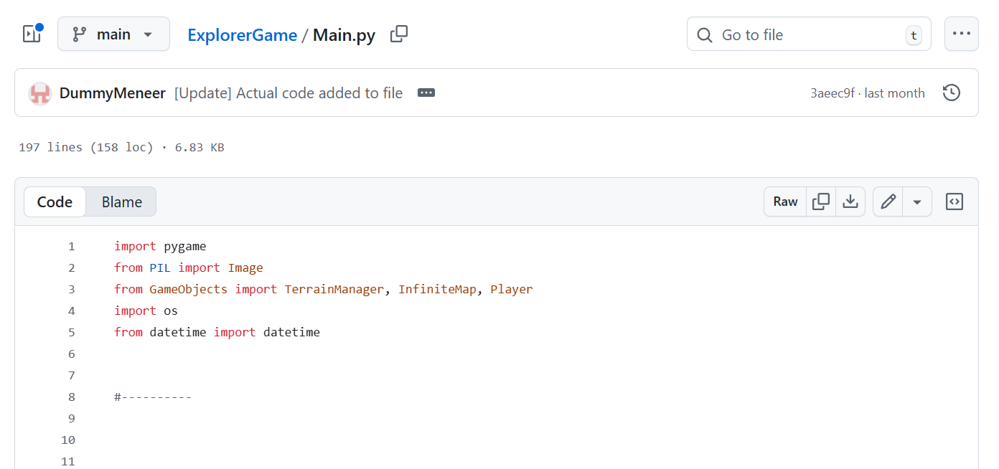 main ExplorerGame / Main.py Go to file t
DummyMeneer [Update] Actual code added to file 3aeec9f · last month
197 lines (158 loc) · 6.83 KB
Code Blame Raw
1 import pygame
2 from PIL import Image
3 from GameObjects import TerrainManager, InfiniteMap, Player
4 import os
5 from datetime import datetime
6
7
8 #----------
9
10
11